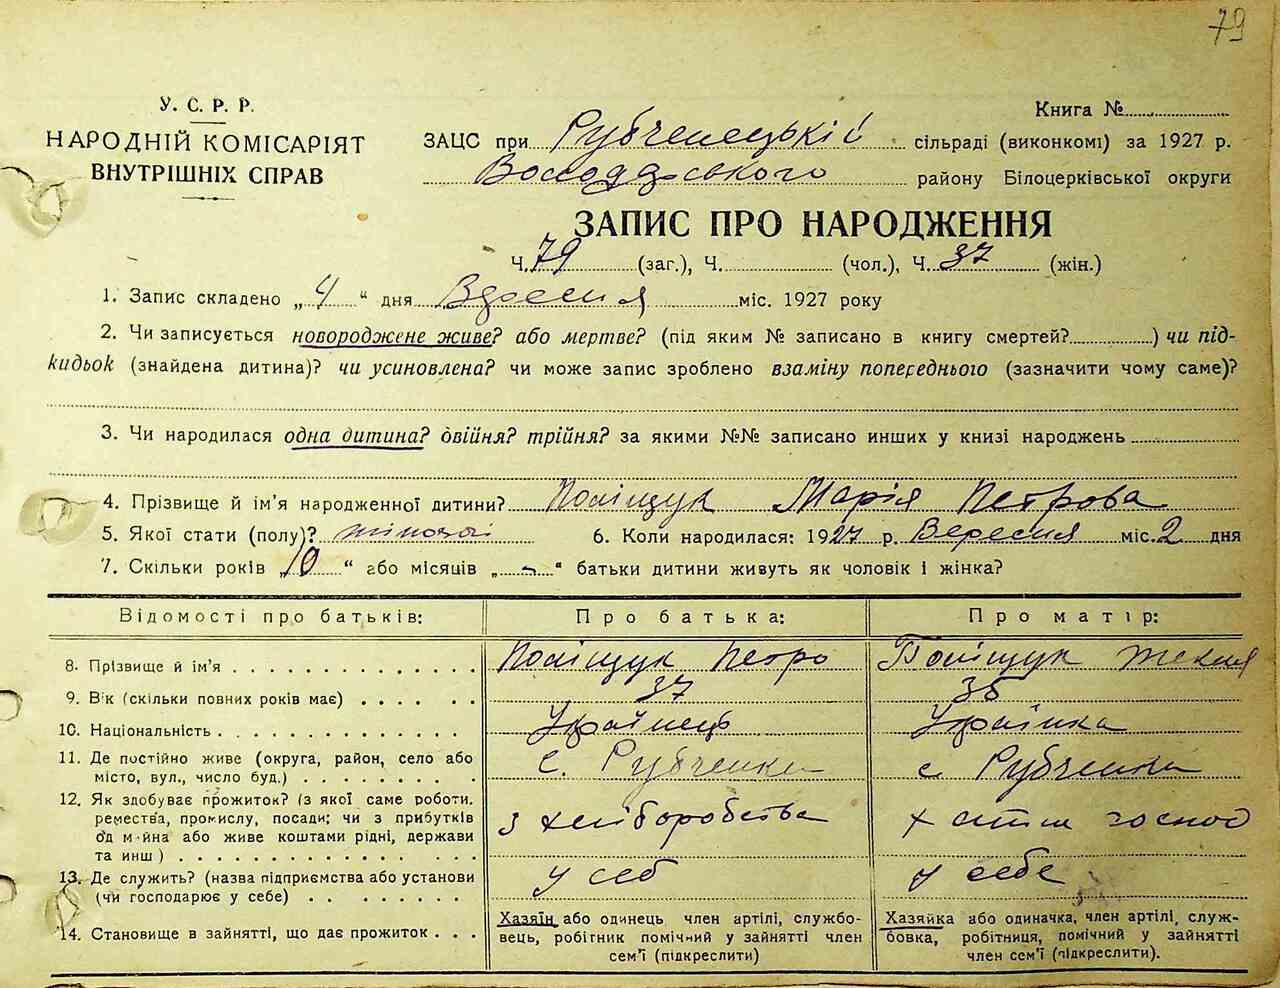 79
У. С. Р. Р.
НАРОДНІЙ КОМІСАРІЯТ
ВНУТРІШНІХ СПРАВ
Книга №
ЗАЦС при Рубченецькій сільраді (виконкомі) за 1927 р.
Володарського району Білоцерківської округи
ЗАПИС ПРО НАРОДЖЕННЯ
Ч. 79 (заг.), Ч. (чол.), Ч. 37 (жін.)
1. Запис складено „ 4 “ дня міс. 1927 року
2. Чи записується новороджене живе? або мертве? (під яким № записано в книгу смертей? ) чи під-
кидьок (знайдена дитина)? чи усиновлена? чи може запис зроблено взаміну попереднього (зазначити чому саме)?
3. Чи народилася одна дитина? двійня? трійня? за якими №№ записано инших у книзі народжень
4. Прізвище й ім'я народженної дитини? Поліщук Марія Петрова
5. Якої стати (полу)? жіночої 6. Коли народилася: 1927 р. Вересня міс. 2 дня
7. Скільки років „ 10 “ або місяців „ - “ батьки дитини живуть як чоловік і жінка?
Відомості про батьків: Про батька: Про матір:
8. Прізвище й ім'я Поліщук Петро Поліщук Текля
9. Вік (скільки повних років має) 37 35
10. Національність Українець Українка
11. Де постійно живе (округа, район, село або
місто, вул., число буд.) с. Рубченки с. Рубченки
12. Як здобуває прожиток? (з якої саме роботи.
ремества, промислу, посади; чи з прибутків
од майна або живе коштами рідні, держави
та инш) з хліборобства
13. Де служить? (назва підприємства або установи
(чи господарює у себе) у себ у себе
14. Становище в зайнятті, що дає прожиток
Хазяїн або одинець член артілі, службо-
вець, робітник помічний у зайнятті член
сем'ї (підкреслити)
Хазяйка або одиначка, член артілі, служ-
бовка, робітниця, помічний у зайнятті
член сем'ї (підкреслити).